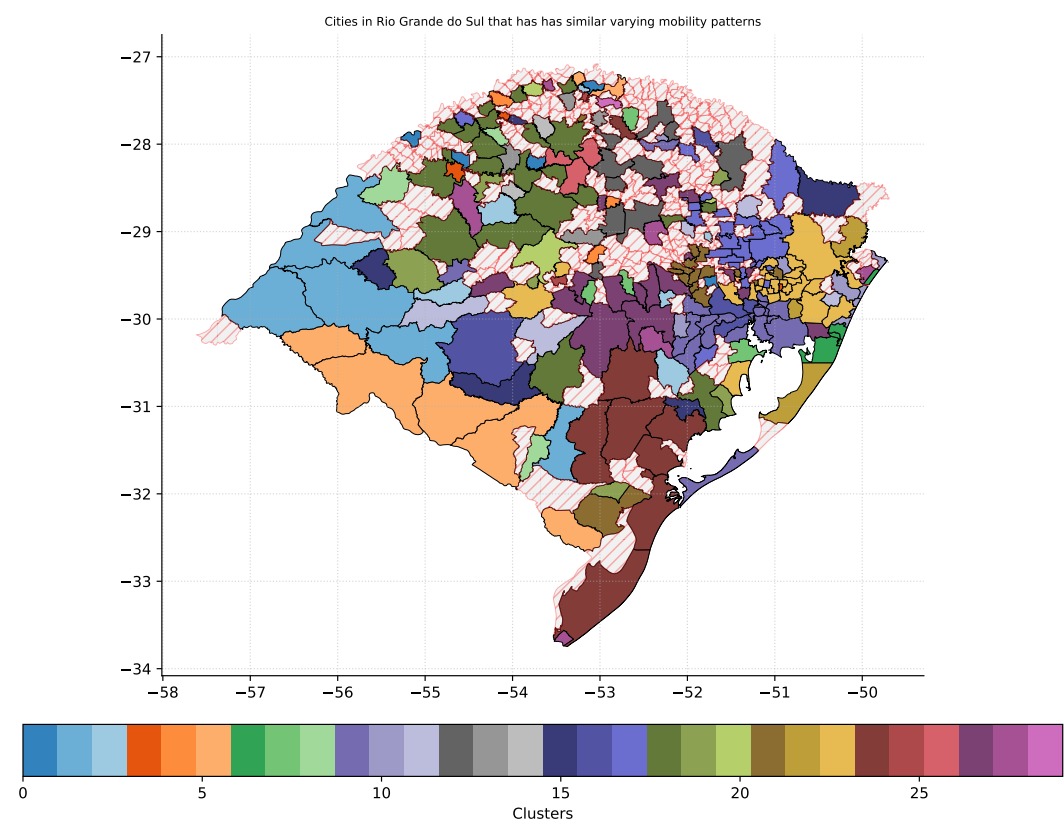 Cities in Rio Grande do Sul that has has similar varying mobility patterns
−27
−28
−29
−30
−31
−32
−33
−34
−58 −57 −56 −55 −54 −53 −52 −51 −50
0 5 10 15 20 25
Clusters